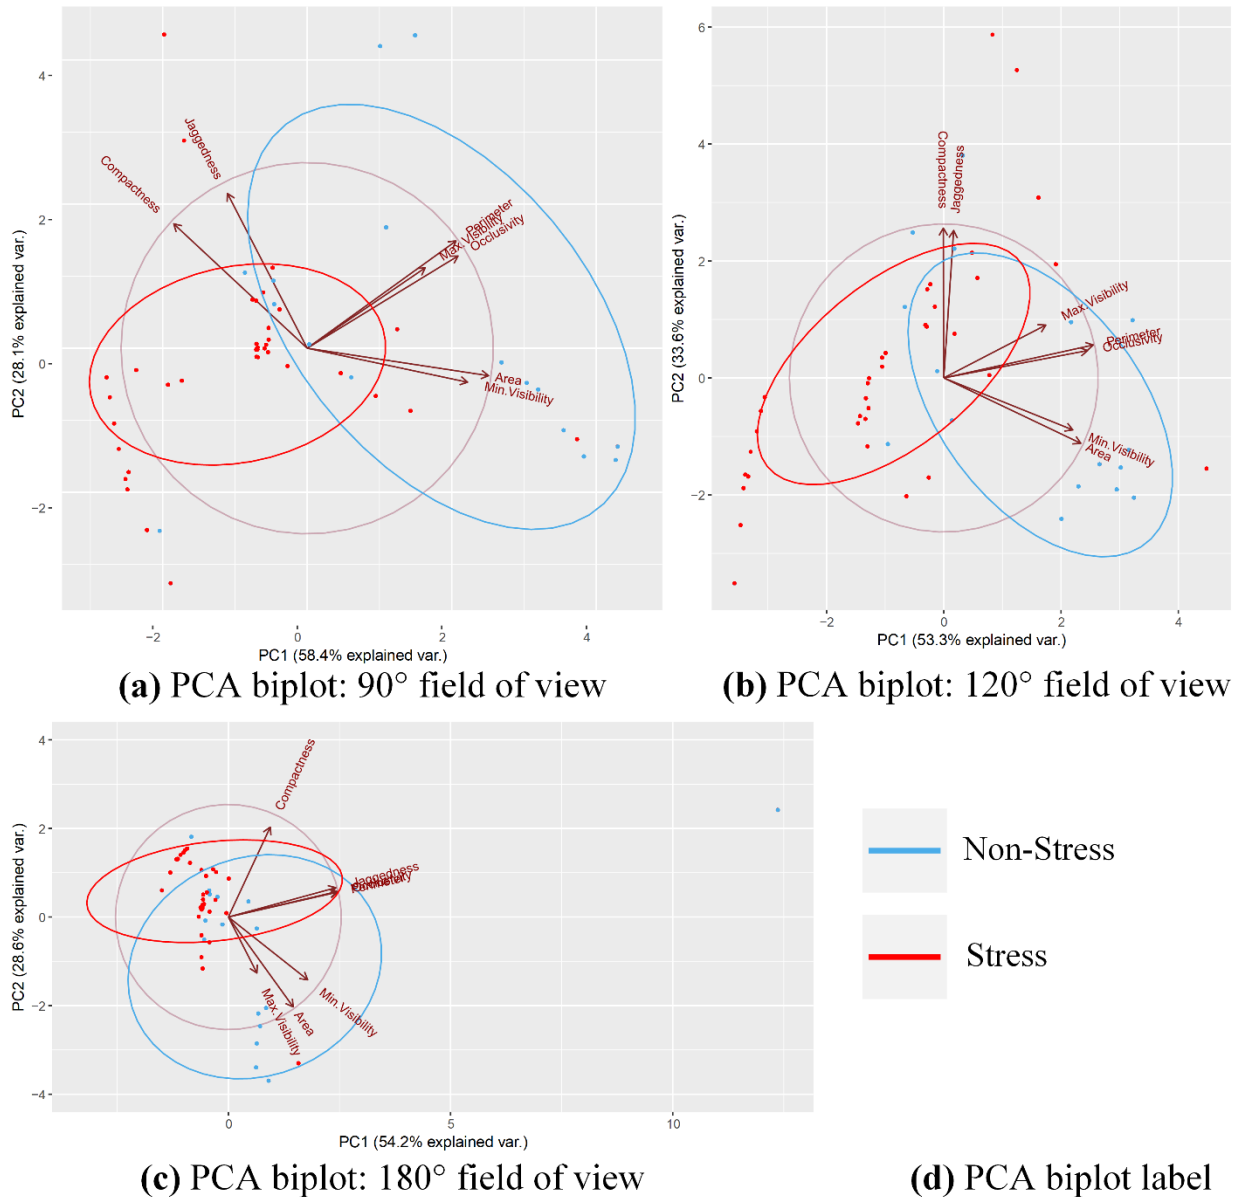 4
2
0
−2
PC2 (28.1% explained var.)
Jaggedness
Compactness
Perimeter
Max.Visibility
Occlusivity
Area
Min.Visibility
−2
0
2
4
PC1 (58.4% explained var.)
(a) PCA biplot: 90° field of view
6
4
2
0
−2
PC2 (33.6% explained var.)
Compactness
Jaggedness
Max.Visibility
Perimeter
Occlusivity
Min.Visibility
Area
−2
0
2
4
PC1 (53.3% explained var.)
(b) PCA biplot: 120° field of view
4
2
0
−2
−4
PC2 (28.6% explained var.)
Compactness
Jaggedness
Perimeter
Min.Visibility
Area
Max.Visibility
0
5
10
PC1 (54.2% explained var.)
(c) PCA biplot: 180° field of view
Non-Stress
Stress
(d) PCA biplot label